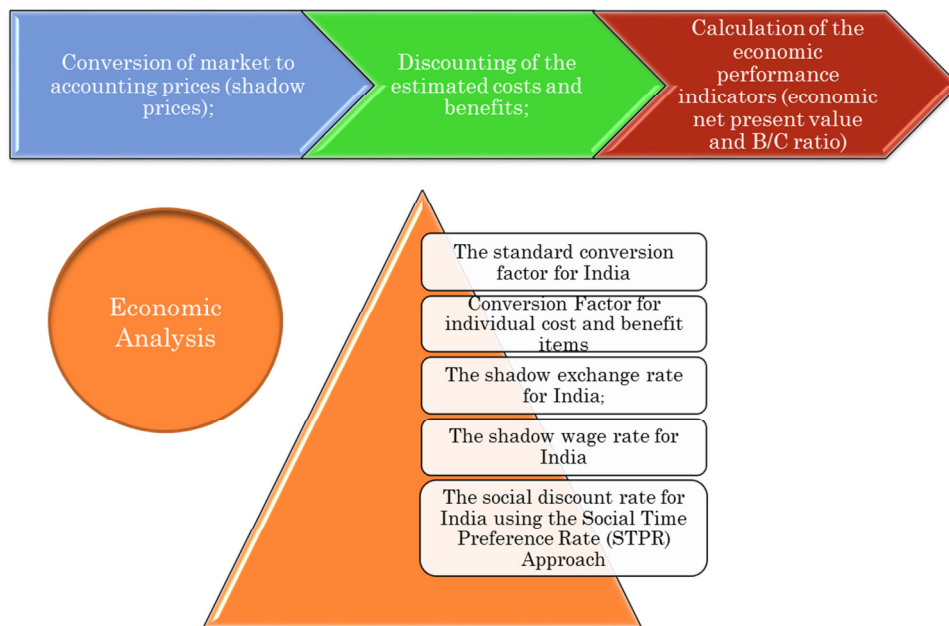 Conversion of market to
accounting prices (shadow
prices);
Discounting of the
estimated costs and
benefits;
Calculation of the
economic
performance
indicators (economic
net present value
and B/C ratio)
Economic
Analysis
The standard conversion
factor for India
Conversion Factor for
individual cost and benefit
items
The shadow exchange rate
for India;
The shadow wage rate for
India
The social discount rate for
India using the Social Time
Preference Rate (STPR)
Approach